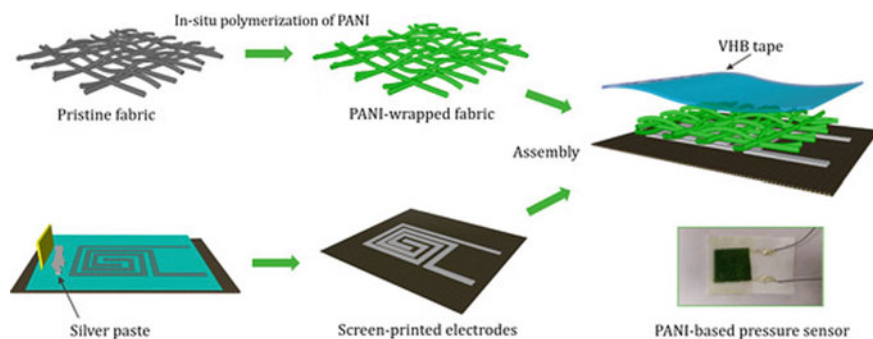 In-situ polymerization of PANI
VHB tape
Pristine fabric
PANI-wrapped fabric
Assembly
Silver paste
Screen-printed electrodes
PANI-based pressure sensor